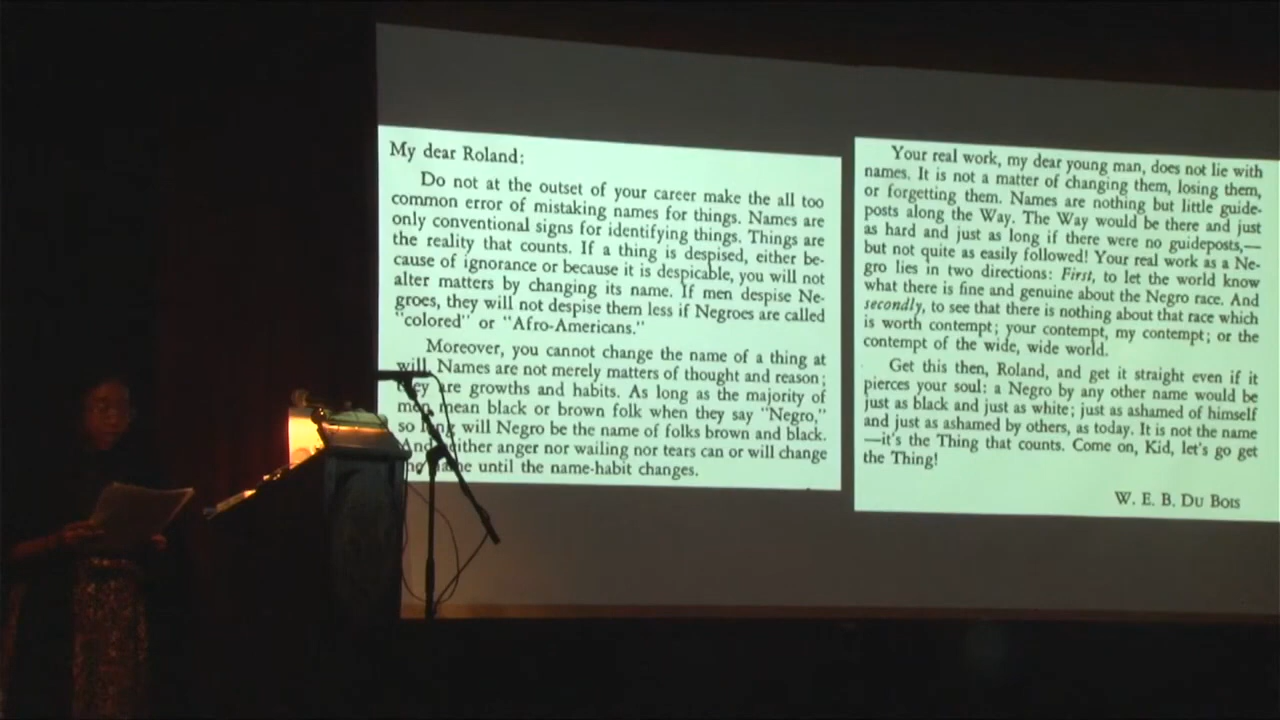 My dear Roland:
Do not at the outset of your career make the all too
common error of mistaking names for things. Names are
only conventional signs for identifying things. Things are
the reality that counts. If a thing is despised, either be-
cause of ignorance or because it is despicable, you will not
alter matters by changing its name. If men despise Ne-
groes, they will not despise them less if Negroes are called
"colored" or "Afro-Americans."
Moreover, you cannot change the name of a thing at
will. Names are not merely matters of thought and reason;
they are growths and habits. As long as the majority of
men mean black or brown folk when they say "Negro,"
so long will Negro be the name of folks brown and black.
And neither anger nor wailing nor tears can or will change
the name until the name-habit changes.
Your real work, my dear young man, does not lie with
names. It is not a matter of changing them, losing them,
or forgetting them. Names are nothing but little guide-
posts along the Way. The Way would be there and just
as hard and just as long if there were no guideposts,—
but not quite as easily followed! Your real work as a Ne-
gro lies in two directions: First, to let the world know
what there is fine and genuine about the Negro race. And
secondly, to see that there is nothing about that race which
is worth contempt; your contempt, my contempt; or the
contempt of the wide, wide world.
Get this then, Roland, and get it straight even if it
pierces your soul: a Negro by any other name would be
just as black and just as white; just as ashamed of himself
and just as ashamed by others, as today. It is not the name
—it's the Thing that counts. Come on, Kid, let's go get
the Thing!
W. E. B. Du Bois